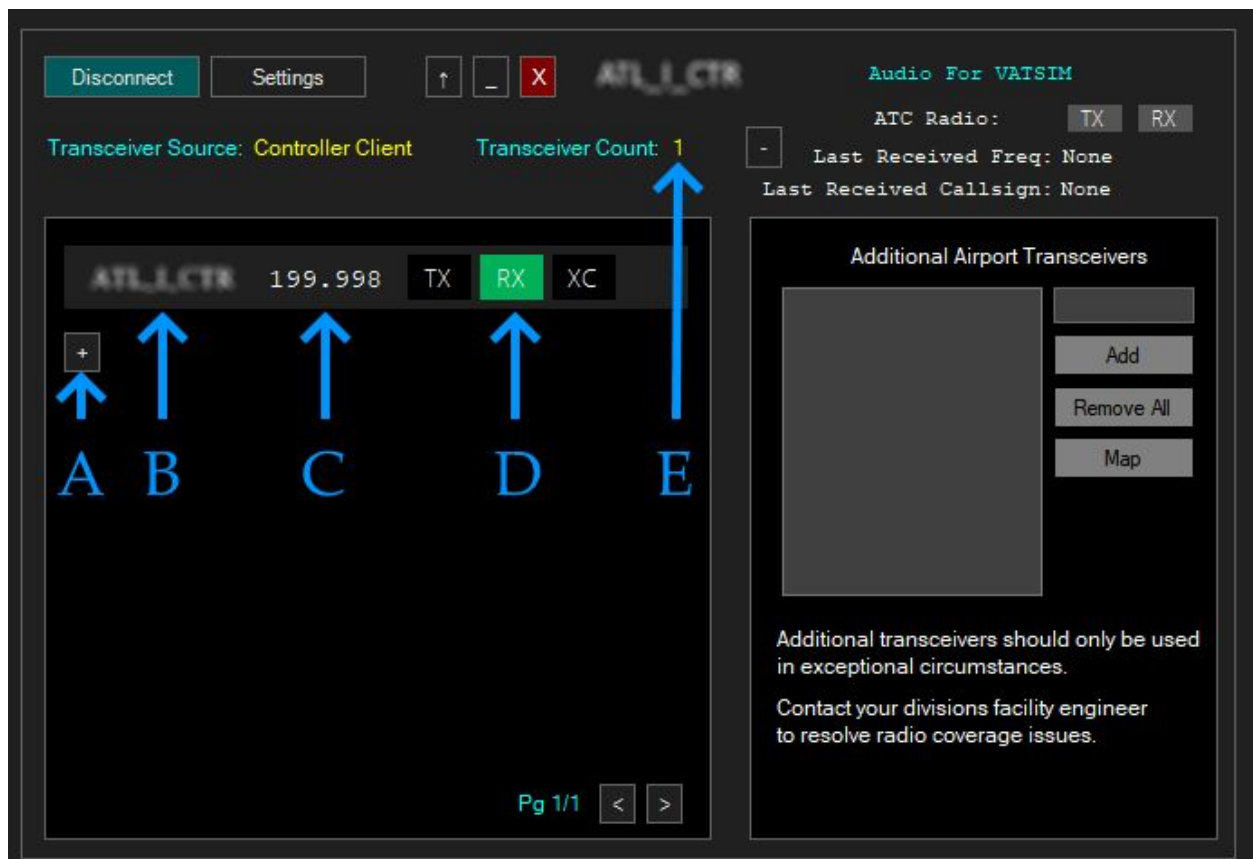 Disconnect Settings ↑ _ X ATL_I_CTR Audio For VATSIM
ATC Radio: TX RX
Transceiver Source: Controller Client Transceiver Count: 1 -
Last Received Freq: None
Last Received Callsign: None
ATL_I_CTR 199.998 TX RX XC
+
A B C D E
Pg 1/1 < >
Additional Airport Transceivers
Add
Remove All
Map
Additional transceivers should only be used
in exceptional circumstances.
Contact your divisions facility engineer
to resolve radio coverage issues.